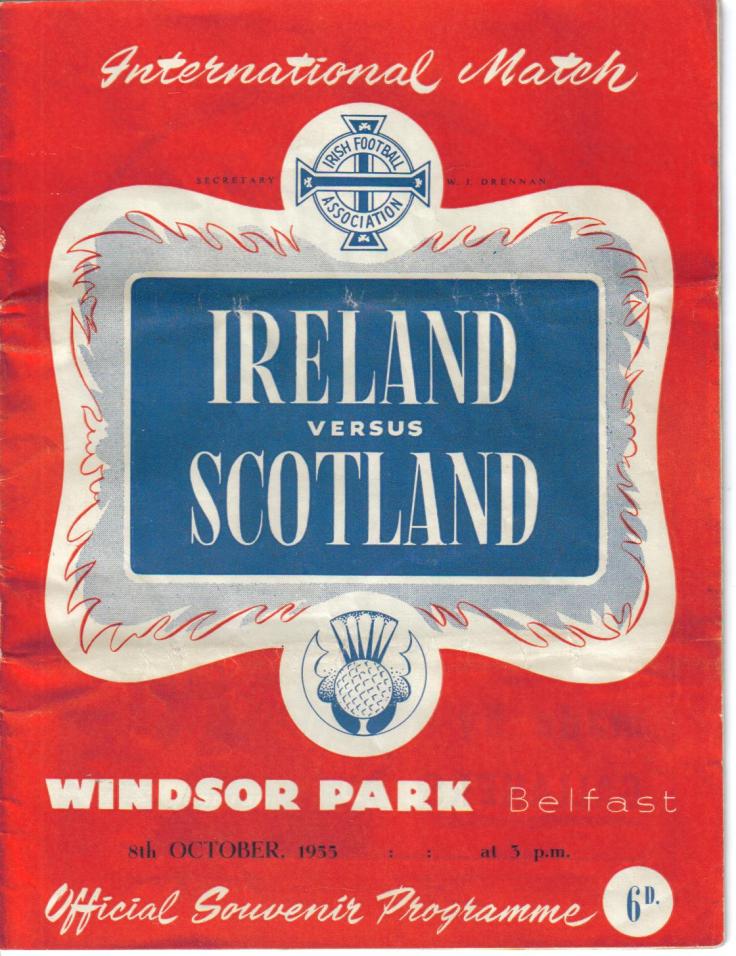 International Match
IRISH FOOTBALL
SECRETARY W. J. DRENNAN
ASSOCIATION
IRELAND
VERSUS
SCOTLAND
WINDSOR PARK Belfast
8th OCTOBER, 1955 : : at 3 p.m.
Official Souvenir Programme 6D.